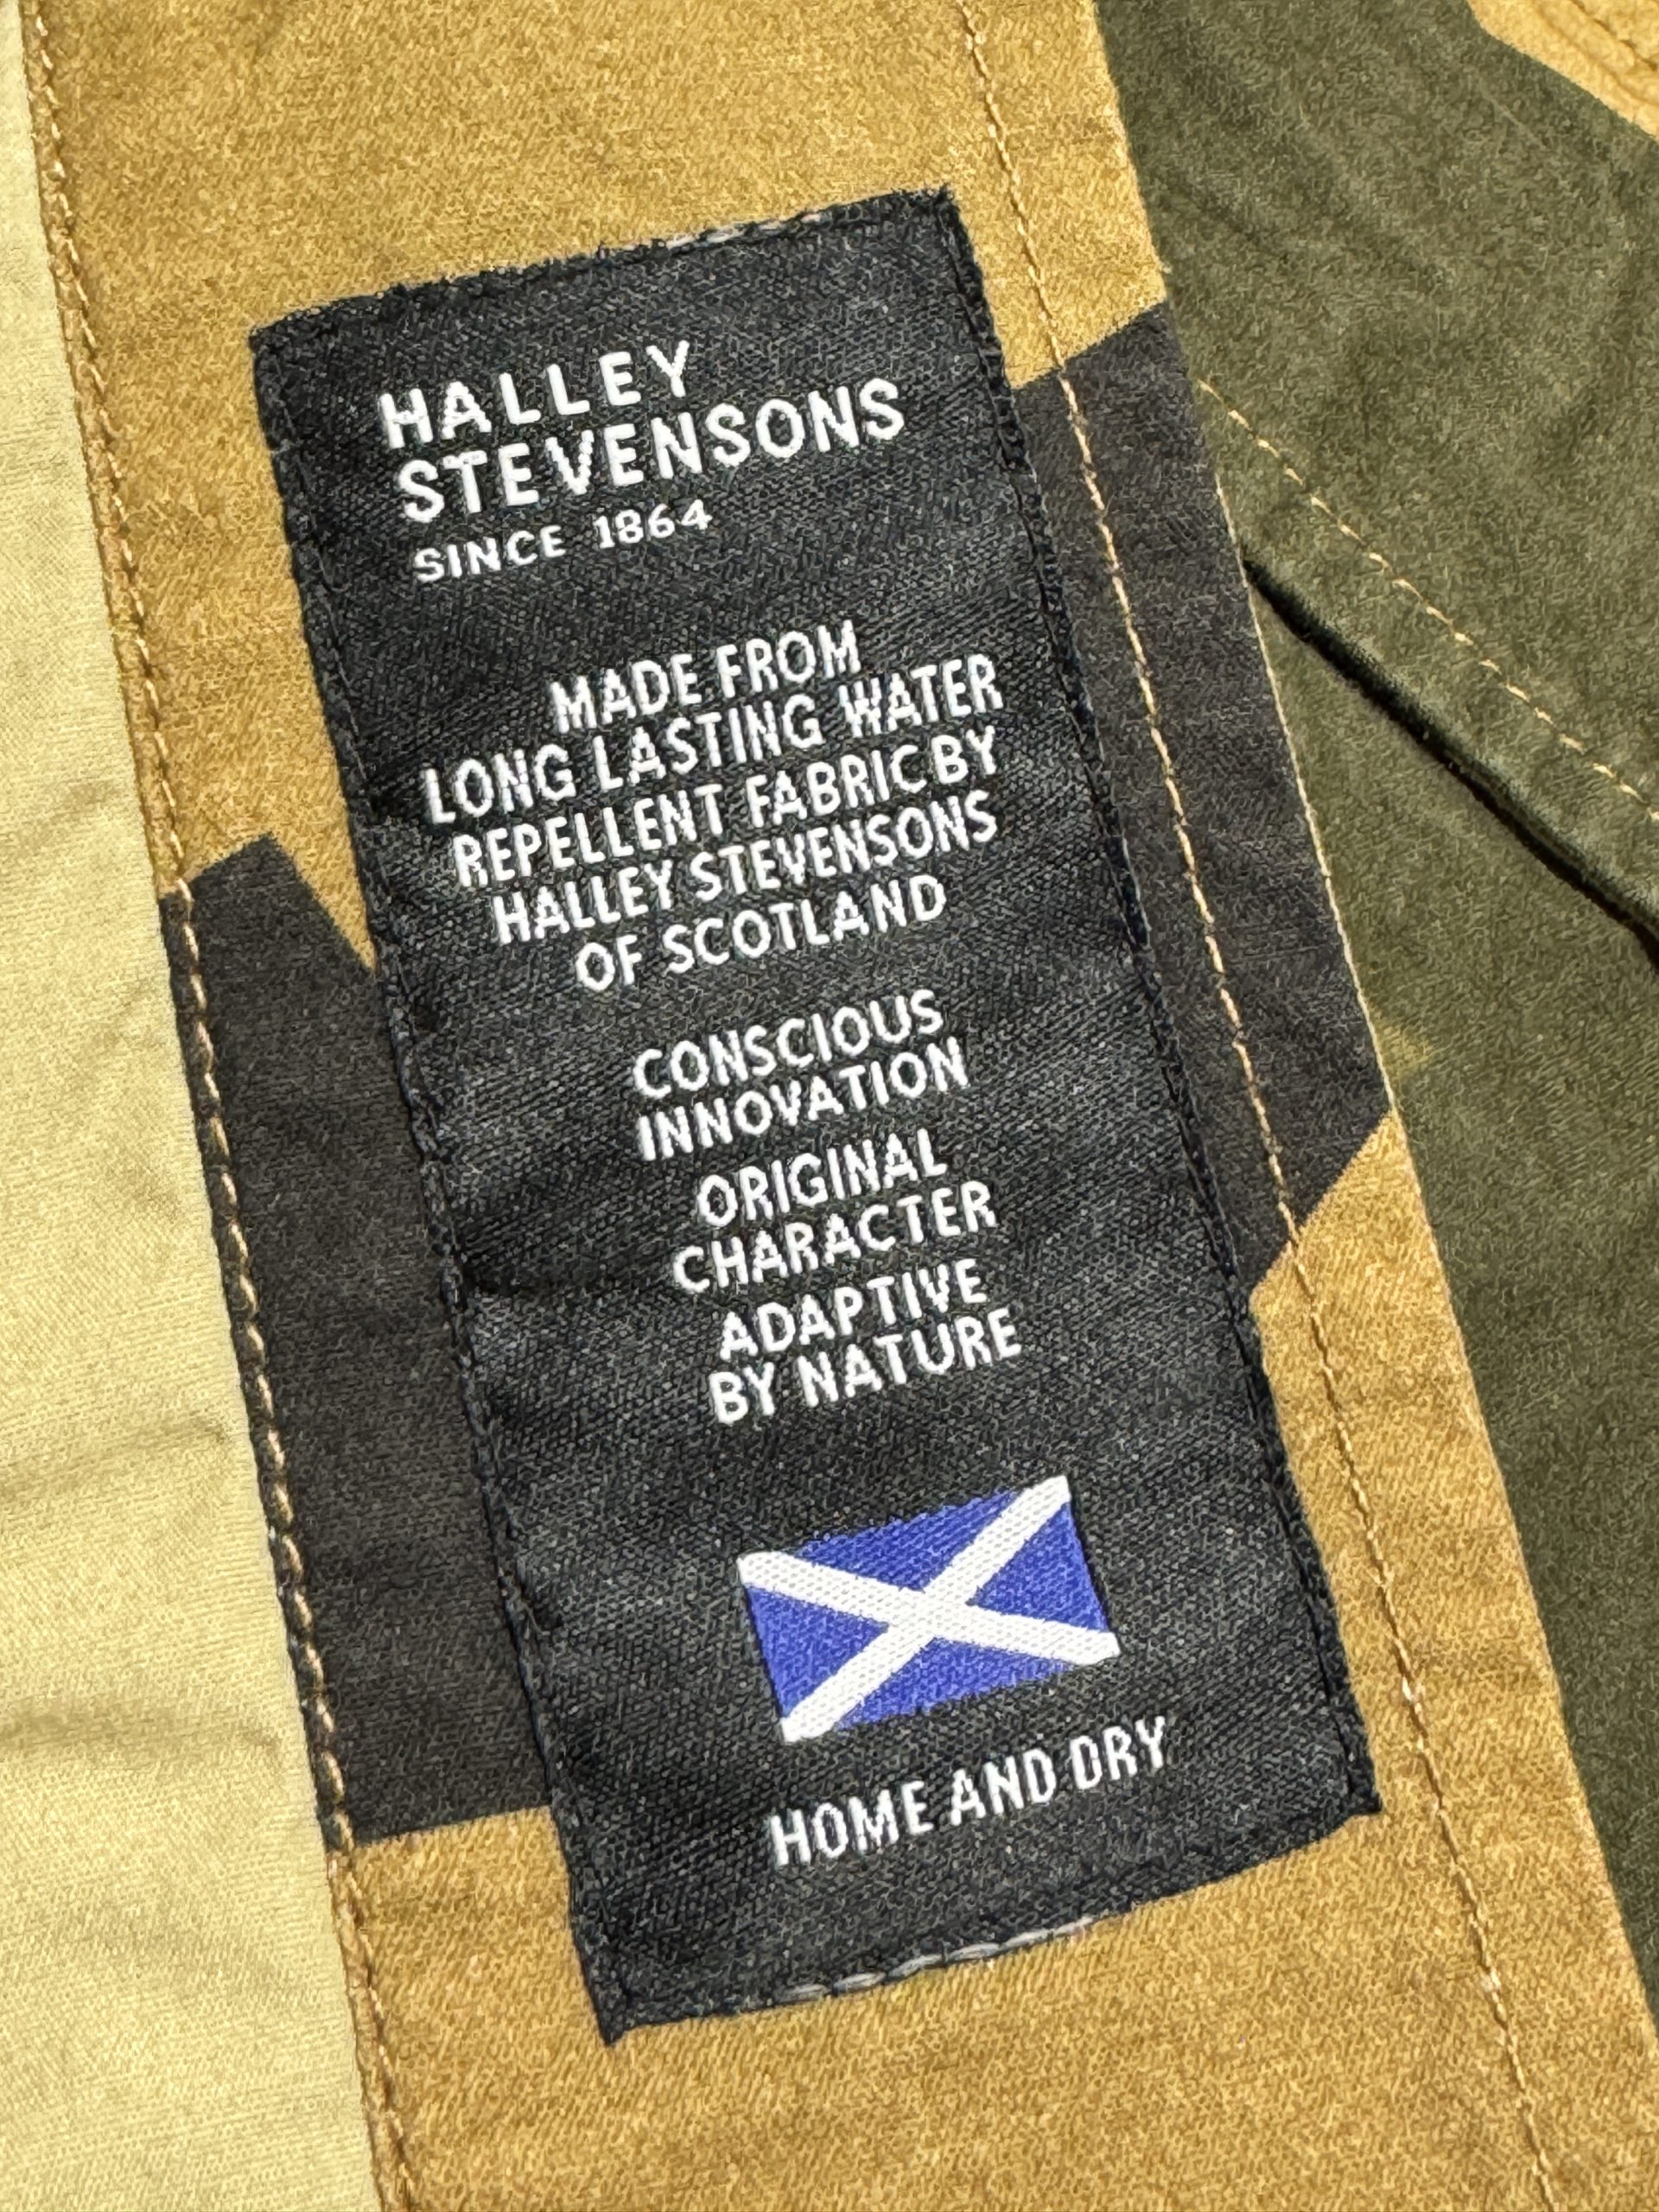 HALLEY
STEVENSONS
SINCE 1864
MADE FROM
LONG LASTING WATER
REPELLENT FABRIC BY
HALLEY STEVENSONS
OF SCOTLAND
CONSCIOUS
INNOVATION
ORIGINAL
CHARACTER
ADAPTIVE
BY NATURE
HOME AND DRY